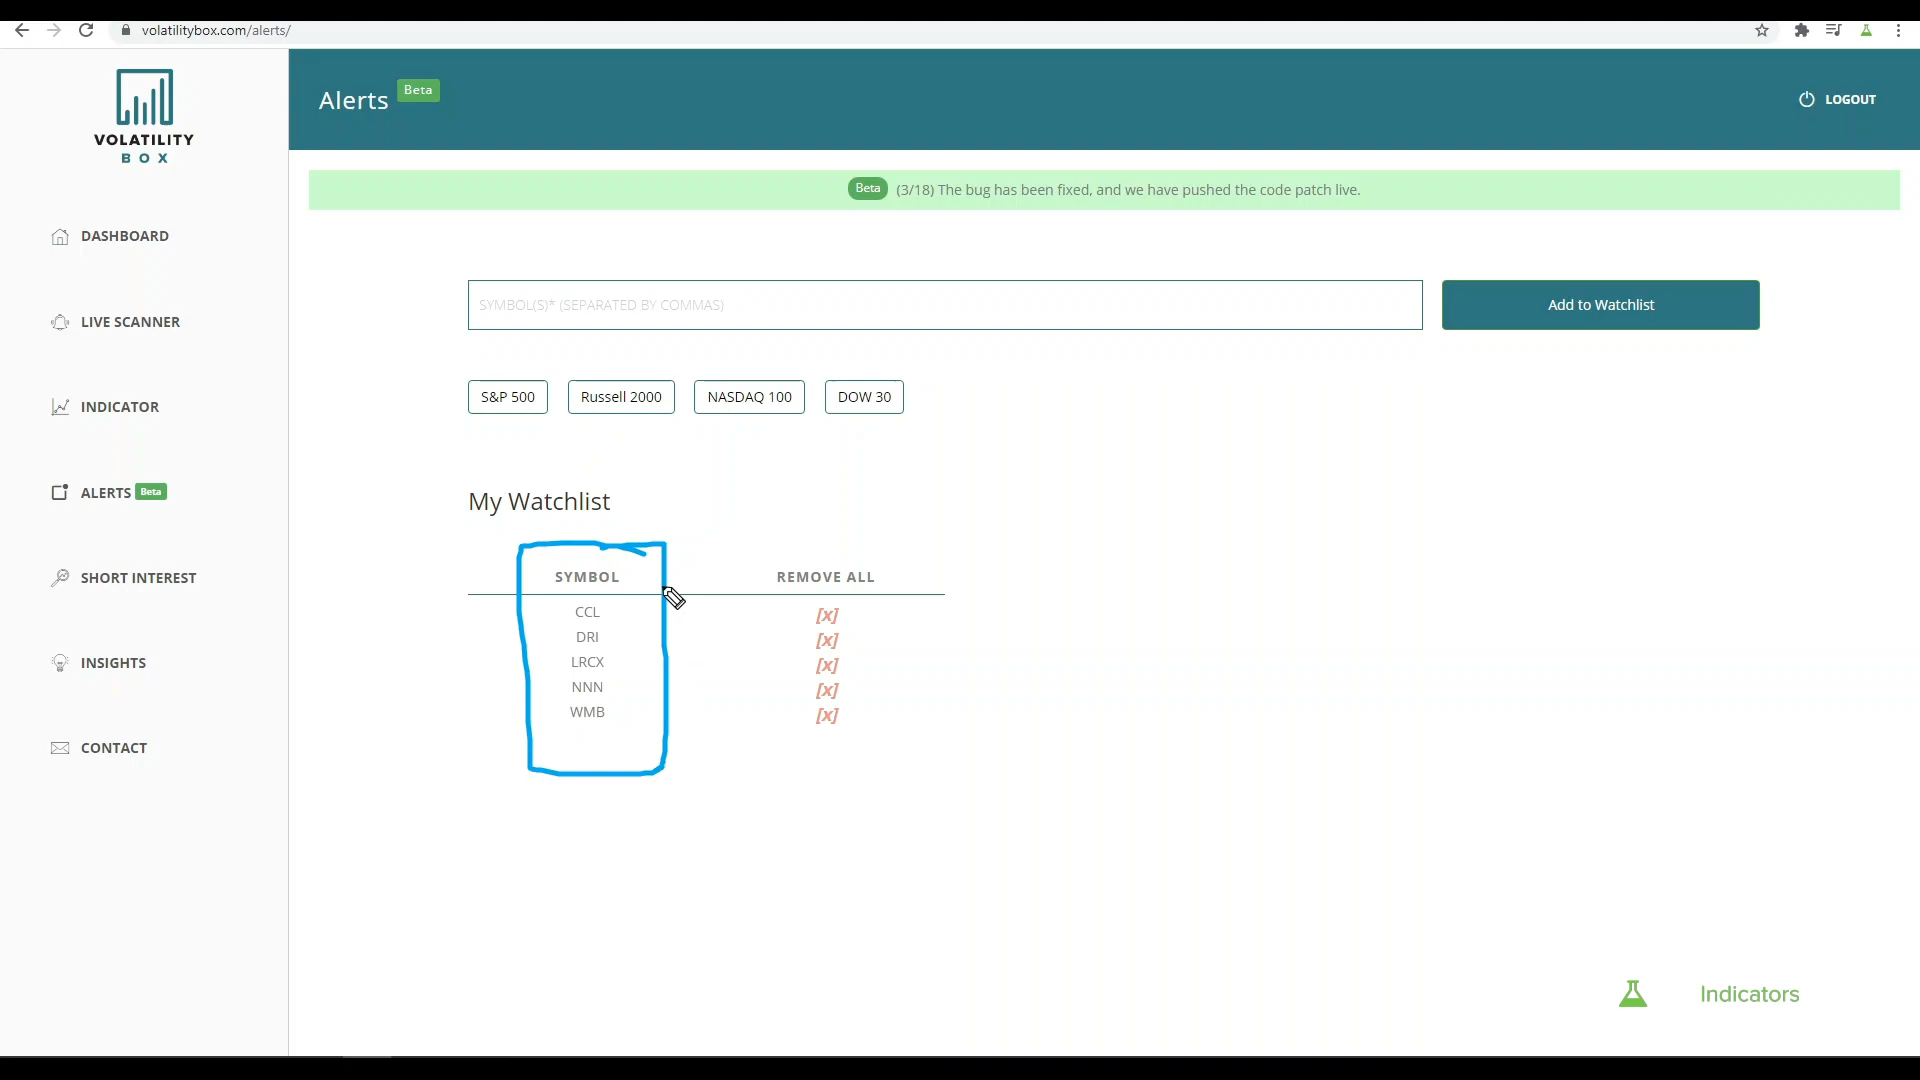 volatilitybox.com/alerts/
VOLATILITY
BOX
Alerts Beta
LOGOUT
Beta (3/18) The bug has been fixed, and we have pushed the code patch live.
DASHBOARD
LIVE SCANNER
INDICATOR
ALERTS Beta
SHORT INTEREST
INSIGHTS
CONTACT
SYMBOL(S)* (SEPARATED BY COMMAS)
Add to Watchlist
S&P 500 Russell 2000 NASDAQ 100 DOW 30
My Watchlist
SYMBOL REMOVE ALL
CCL [x]
DRI [x]
LRCX [x]
NNN [x]
WMB [x]
Indicators